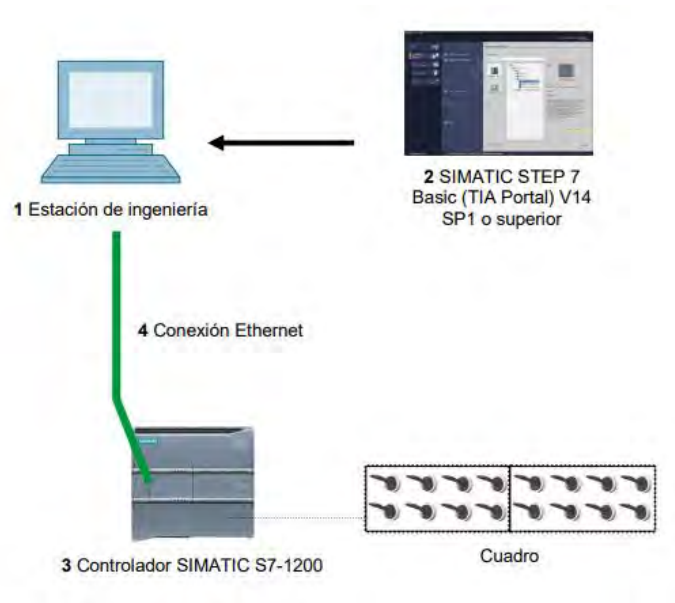 2 SIMATIC STEP 7
Basic (TIA Portal) V14
SP1 o superior
1 Estación de ingeniería
4 Conexión Ethernet
SIEMENS
3 Controlador SIMATIC S7-1200
Cuadro